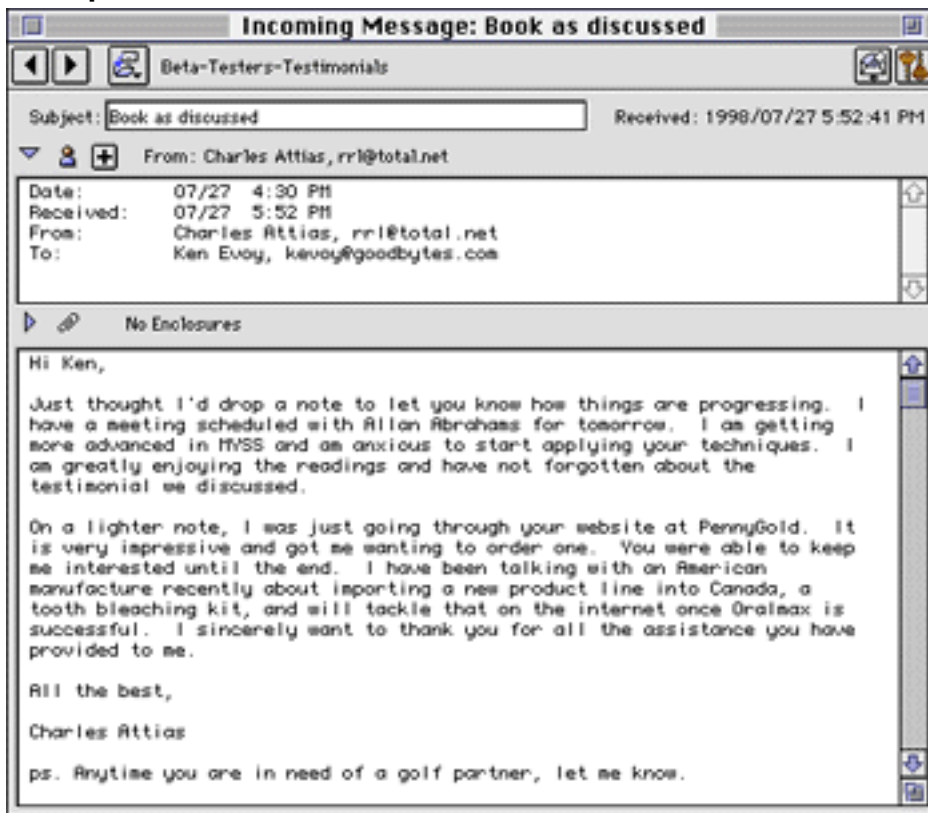 Incoming Message: Book as discussed
Beta-Testers-Testimonials
Subject: Book as discussed Received: 1998/07/27 5:52:41 PM
From: Charles Attias, rrl@total.net
Date: 07/27 4:30 PM
Received: 07/27 5:52 PM
From: Charles Attias, rrl@total.net
To: Ken Evoy, kevoy@goodbytes.com
No Enclosures
Hi Ken,
Just thought I'd drop a note to let you know how things are progressing. I
have a meeting scheduled with Allan Abrahams for tomorrow. I am getting
more advanced in MYSS and am anxious to start applying your techniques. I
am greatly enjoying the readings and have not forgotten about the
testimonial we discussed.
On a lighter note, I was just going through your website at PennyGold. It
is very impressive and got me wanting to order one. You were able to keep
me interested until the end. I have been talking with an American
manufacture recently about importing a new product line into Canada, a
tooth bleaching kit, and will tackle that on the internet once Oralmax is
successful. I sincerely want to thank you for all the assistance you have
provided to me.
All the best,
Charles Attias
ps. Anytime you are in need of a golf partner, let me know.